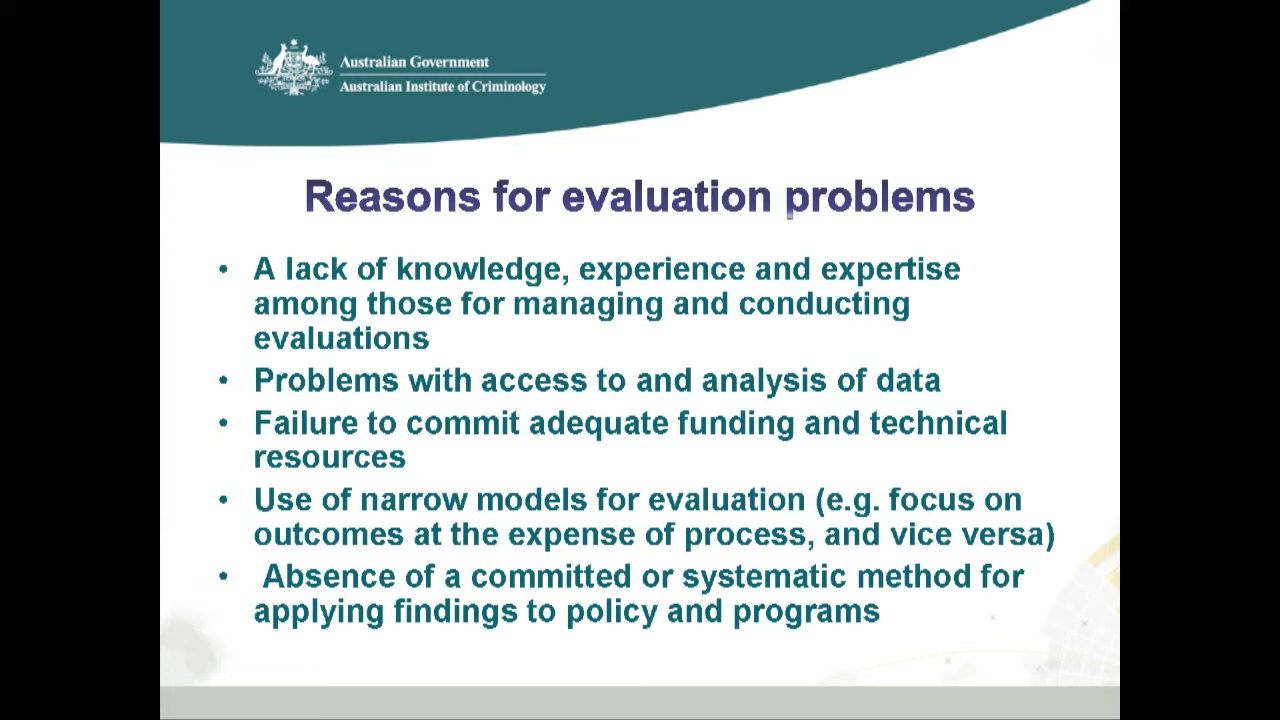 Australian Government
Australian Institute of Criminology
Reasons for evaluation problems
• A lack of knowledge, experience and expertise
among those for managing and conducting
evaluations
• Problems with access to and analysis of data
• Failure to commit adequate funding and technical
resources
• Use of narrow models for evaluation (e.g. focus on
outcomes at the expense of process, and vice versa)
• Absence of a committed or systematic method for
applying findings to policy and programs